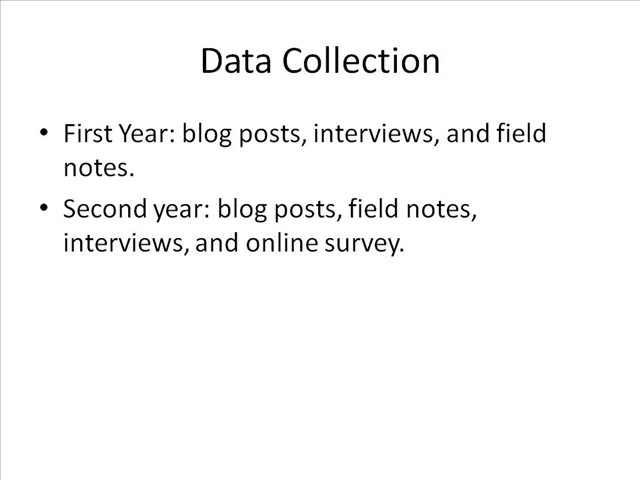 Data Collection
• First Year: blog posts, interviews, and field
notes.
• Second year: blog posts, field notes,
interviews, and online survey.